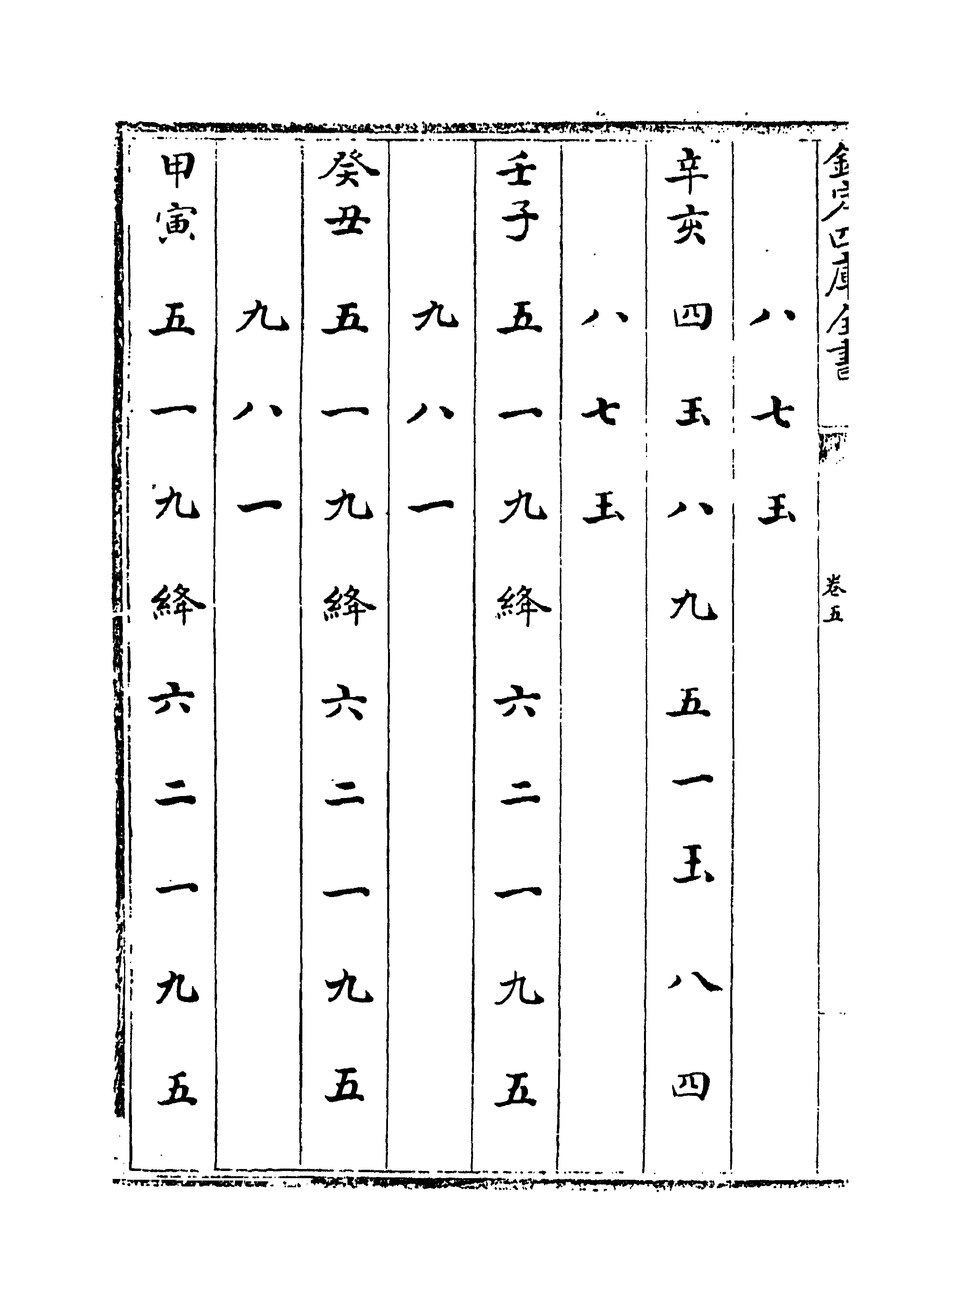 欽定四庫全書
卷五
八七玉
辛亥四玉八九五一玉八四
八七玉
壬子五一九絳六二一九五
九八一
癸丑五一九絳六二一九五
九八一
甲寅五一九絳六二一九五